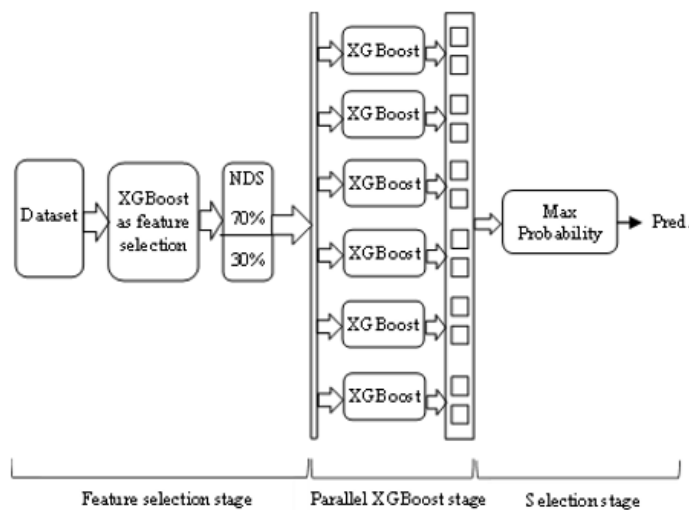 Dataset
XGBoost
as feature
selection
NDS
70%
30%
XGBoost
XGBoost
XGBoost
XGBoost
XGBoost
XGBoost
Max
Probability
Pred.
Feature selection stage
Parallel XGBoost stage
Selection stage